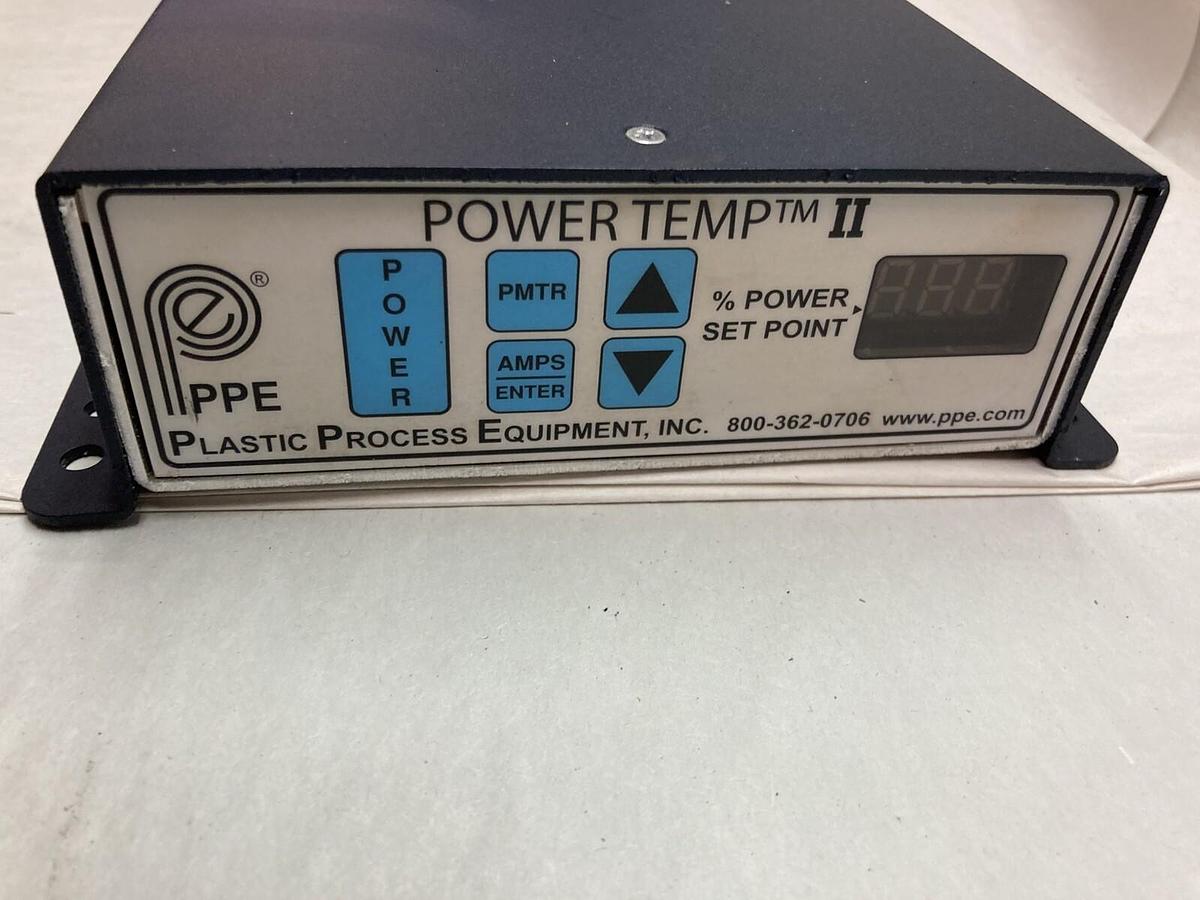 POWER TEMP™ II
e
®
PPE
POWER
PMTR
AMPS
ENTER
% POWER
SET POINT
PLASTIC PROCESS EQUIPMENT, INC. 800-362-0706 www.ppe.com